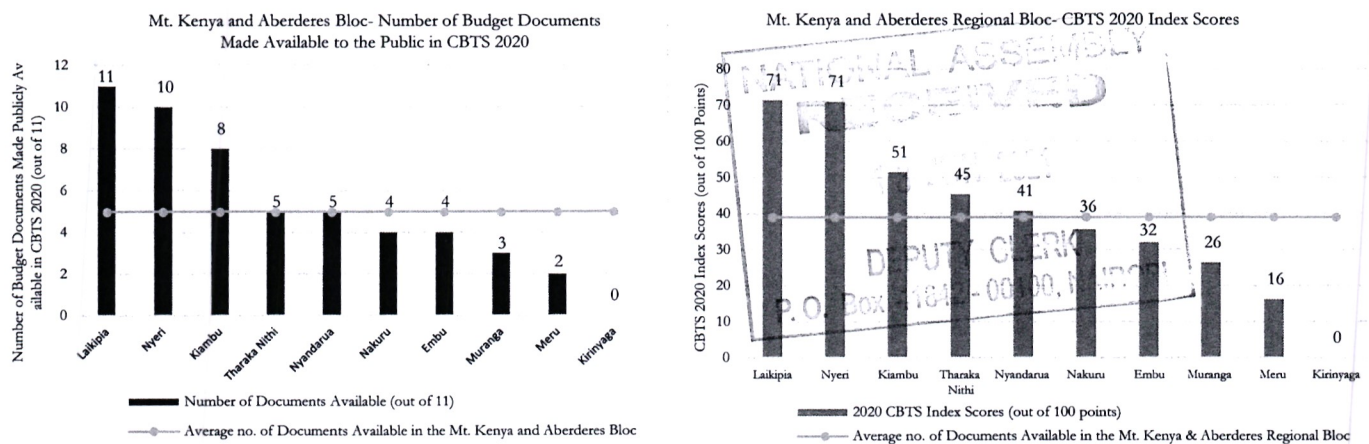 Mt. Kenya and Aberderes Bloc- Number of Budget Documents
Made Available to the Public in CBTS 2020
Number of Budget Documents Made Publicly Av
ailable in CBTS 2020 (out of 11)
12
10
8
6
4
2
0
11
10
8
5
5
4
4
3
2
0
Laikipia
Nyeri
Kiambu
Tharaka Nithi
Nyandarua
Nakuru
Embu
Muranga
Meru
Kirinyaga
Number of Documents Available (out of 11)
Average no. of Documents Available in the Mt. Kenya and Aberderes Bloc
Mt. Kenya and Aberderes Regional Bloc- CBTS 2020 Index Scores
CBTS 2020 Index Scores (out of 100 Points)
80
70
60
50
40
30
20
10
0
71
71
51
45
41
36
32
26
16
0
Laikipia
Nyeri
Kiambu
Tharaka
Nithi
Nyandarua
Nakuru
Embu
Muranga
Meru
Kirinyaga
2020 CBTS Index Scores (out of 100 points)
Average no. of Documents Available in the Mt. Kenya & Aberderes Regional Bloc
NATIONAL ASSEMBLY
RECEIVED
DEPUTY CLERK
P. O. Box 00100, NAIROBI